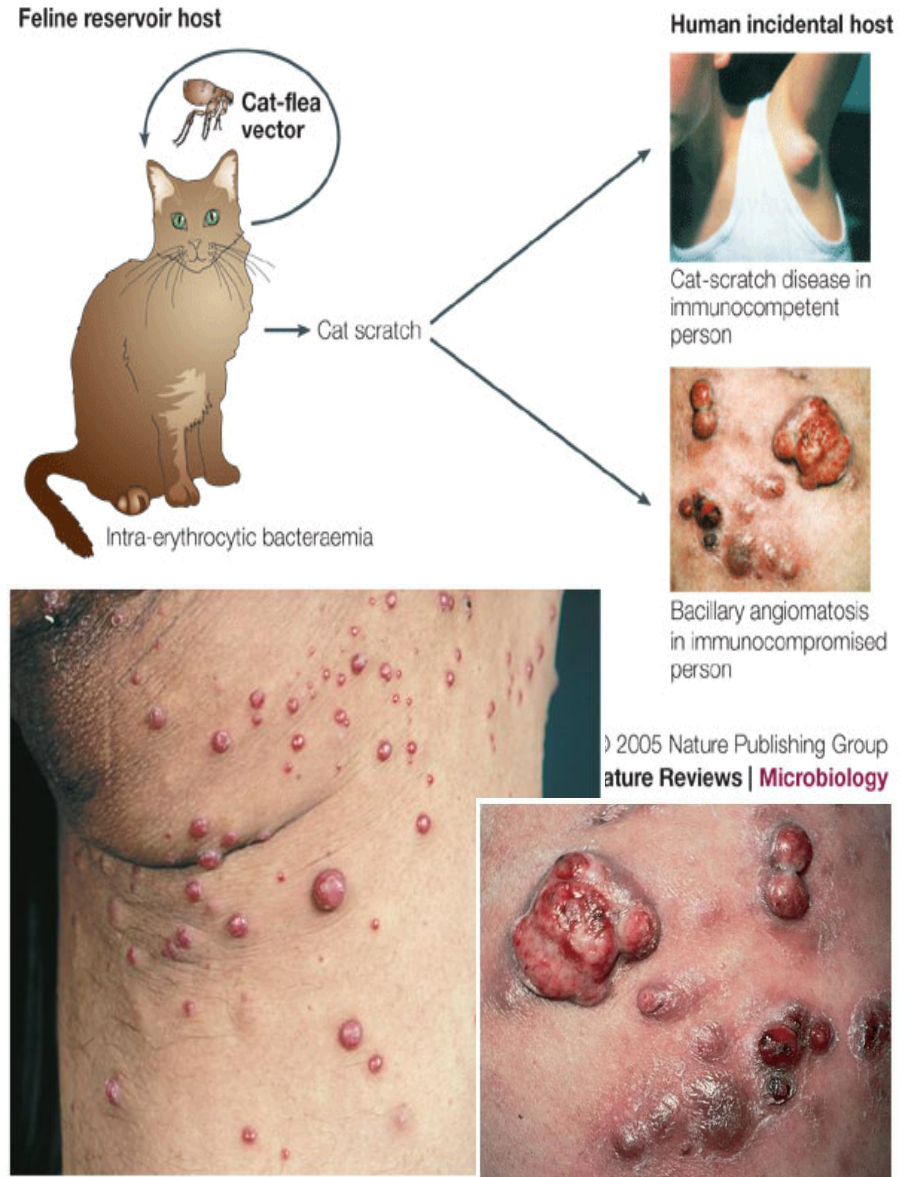 Feline reservoir host
Cat-flea
vector
Cat scratch
Intra-erythrocytic bacteraemia
Human incidental host
Cat-scratch disease in
immunocompetent
person
Bacillary angiomatosis
in immunocompromised
person
2005 Nature Publishing Group
ature Reviews | Microbiology